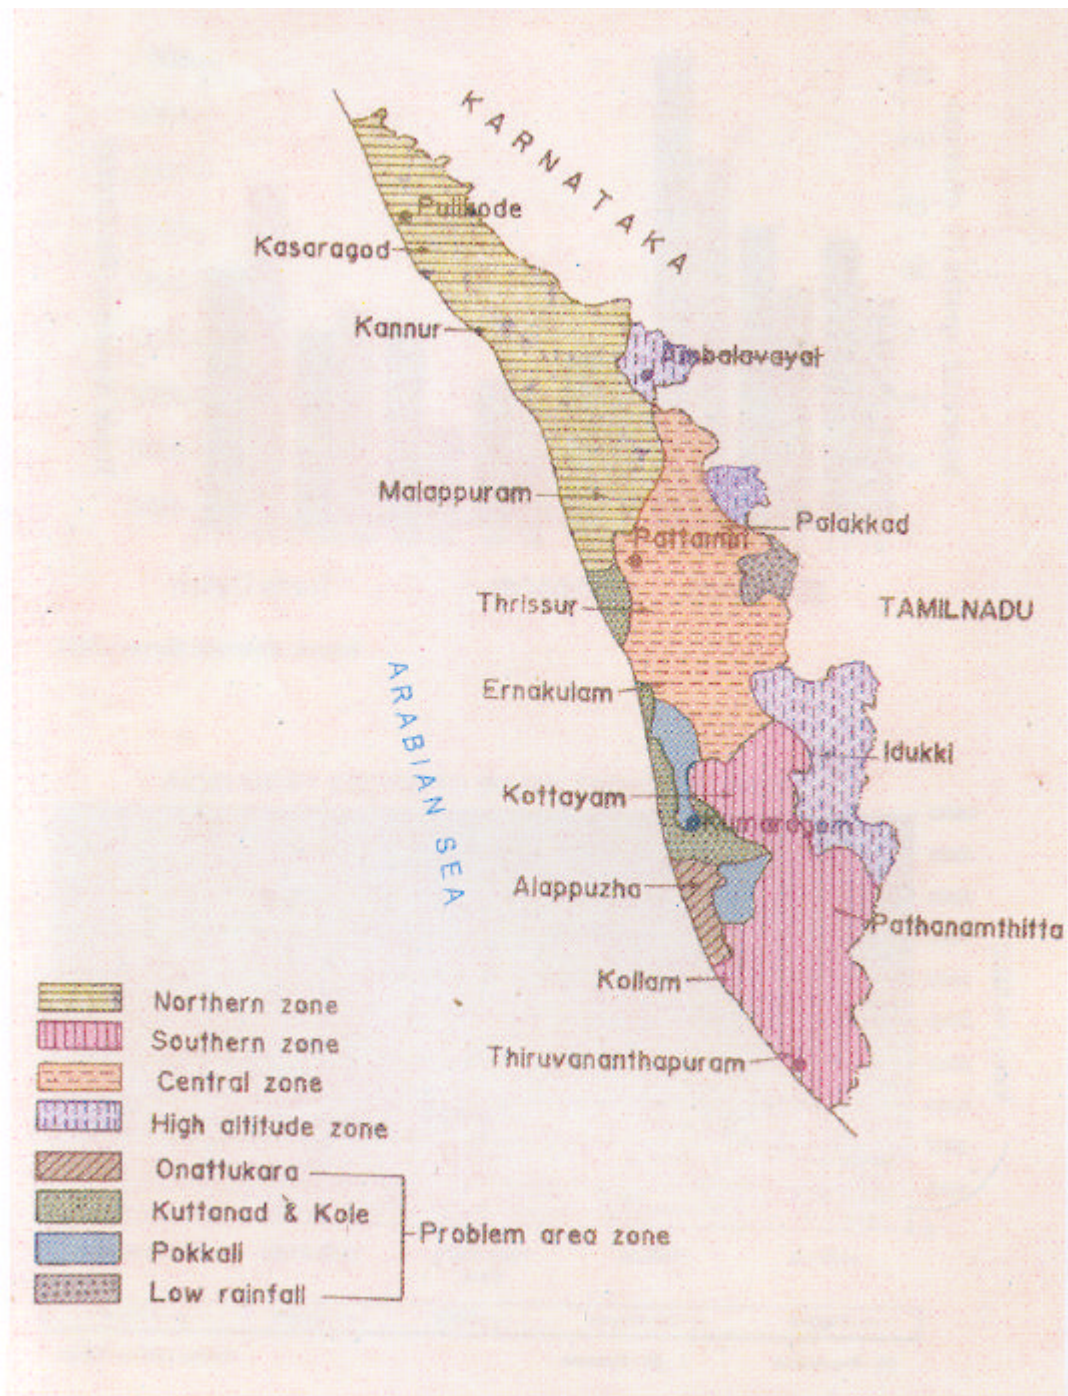 KARNATAKA
Pilikode
Kasaragod
Kannur
Ambalavayal
Malappuram
Palakkad
Pattambi
Thrissur
TAMILNADU
Ernakulam
ARABIAN SEA
Idukki
Kottayam
Kumaragom
Alappuzha
Pathanamthitta
Kollam
Thiruvananthapuram
Northern zone
Southern zone
Central zone
High altitude zone
Onattukara
Kuttanad & Kole
Problem area zone
Pokkali
Low rainfall